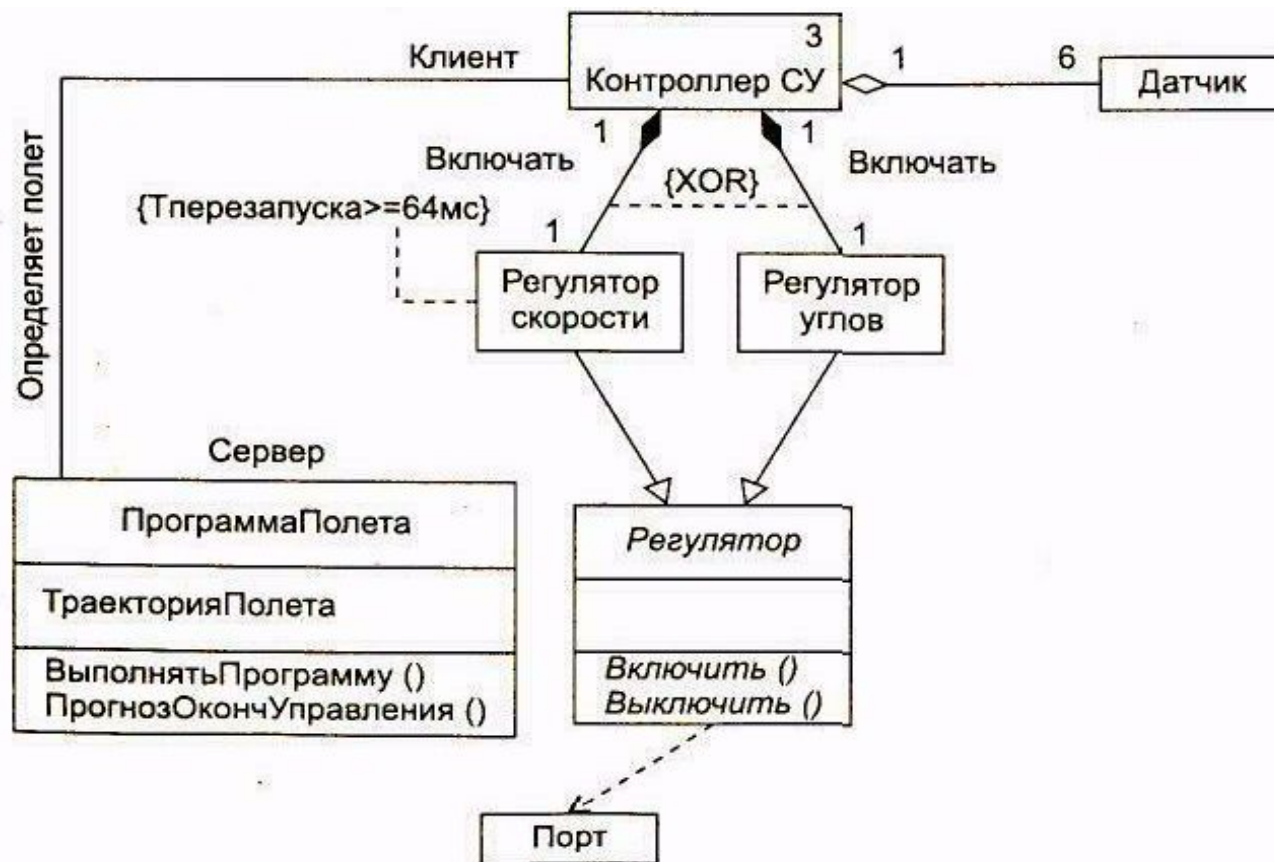 3
Клиент
Контроллер СУ
1
6
Датчик
1
1
Включать
Включать
{XOR}
{Tперезапуска>=64мс}
Определяет полет
1
1
Регулятор
скорости
Регулятор
углов
Сервер
ПрограммаПолета
ТраекторияПолета
ВыполнятьПрограмму ()
ПрогнозОкончУправления ()
Регулятор
Включить ()
Выключить ()
Порт